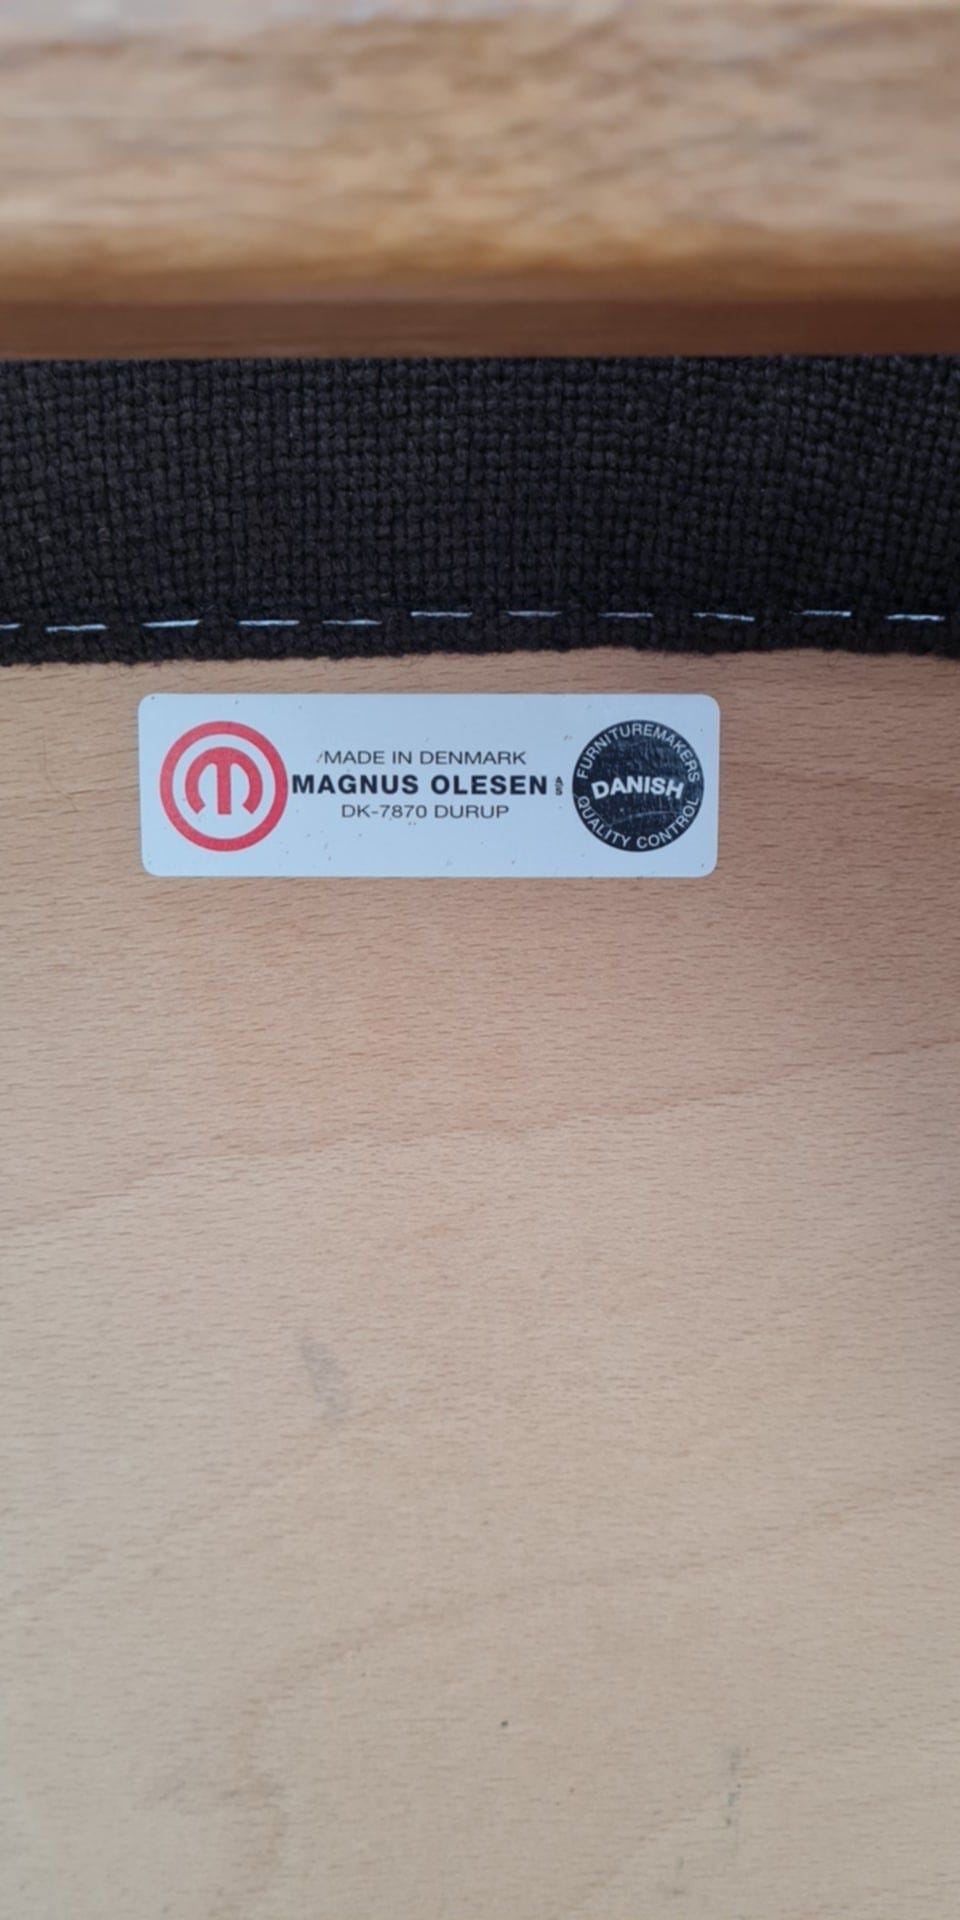 MADE IN DENMARK
MAGNUS OLESEN A/S
DK-7870 DURUP
FURNITUREMAKERS
DANISH
QUALITY CONTROL